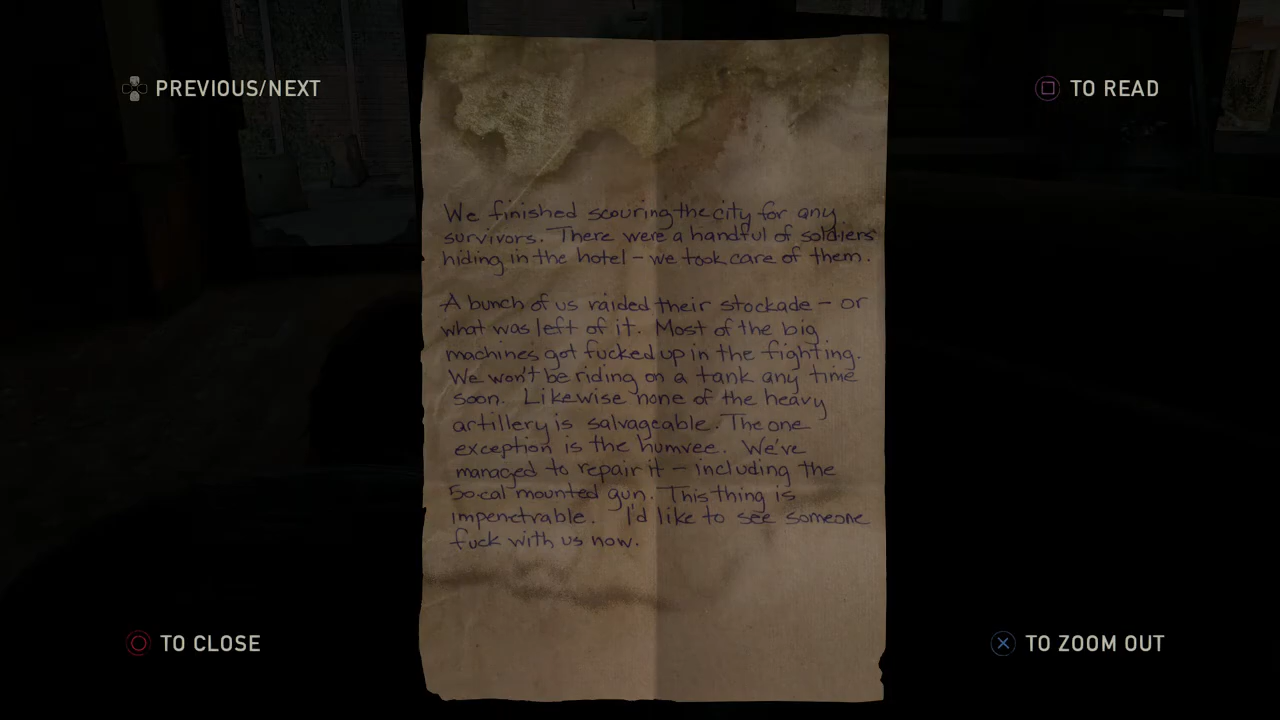 PREVIOUS/NEXT
TO READ
We finished scouring the city for any
survivors. There were a handful of soldiers
hiding in the hotel – we took care of them.
A bunch of us raided their stockade – or
what was left of it. Most of the big
machines got fucked up in the fighting.
We won't be riding on a tank any time
soon. Likewise none of the heavy
artillery is salvageable. The one
exception is the humvee. We've
managed to repair it – including the
50-cal mounted gun. This thing is
impenetrable. I'd like to see someone
fuck with us now.
TO CLOSE
TO ZOOM OUT